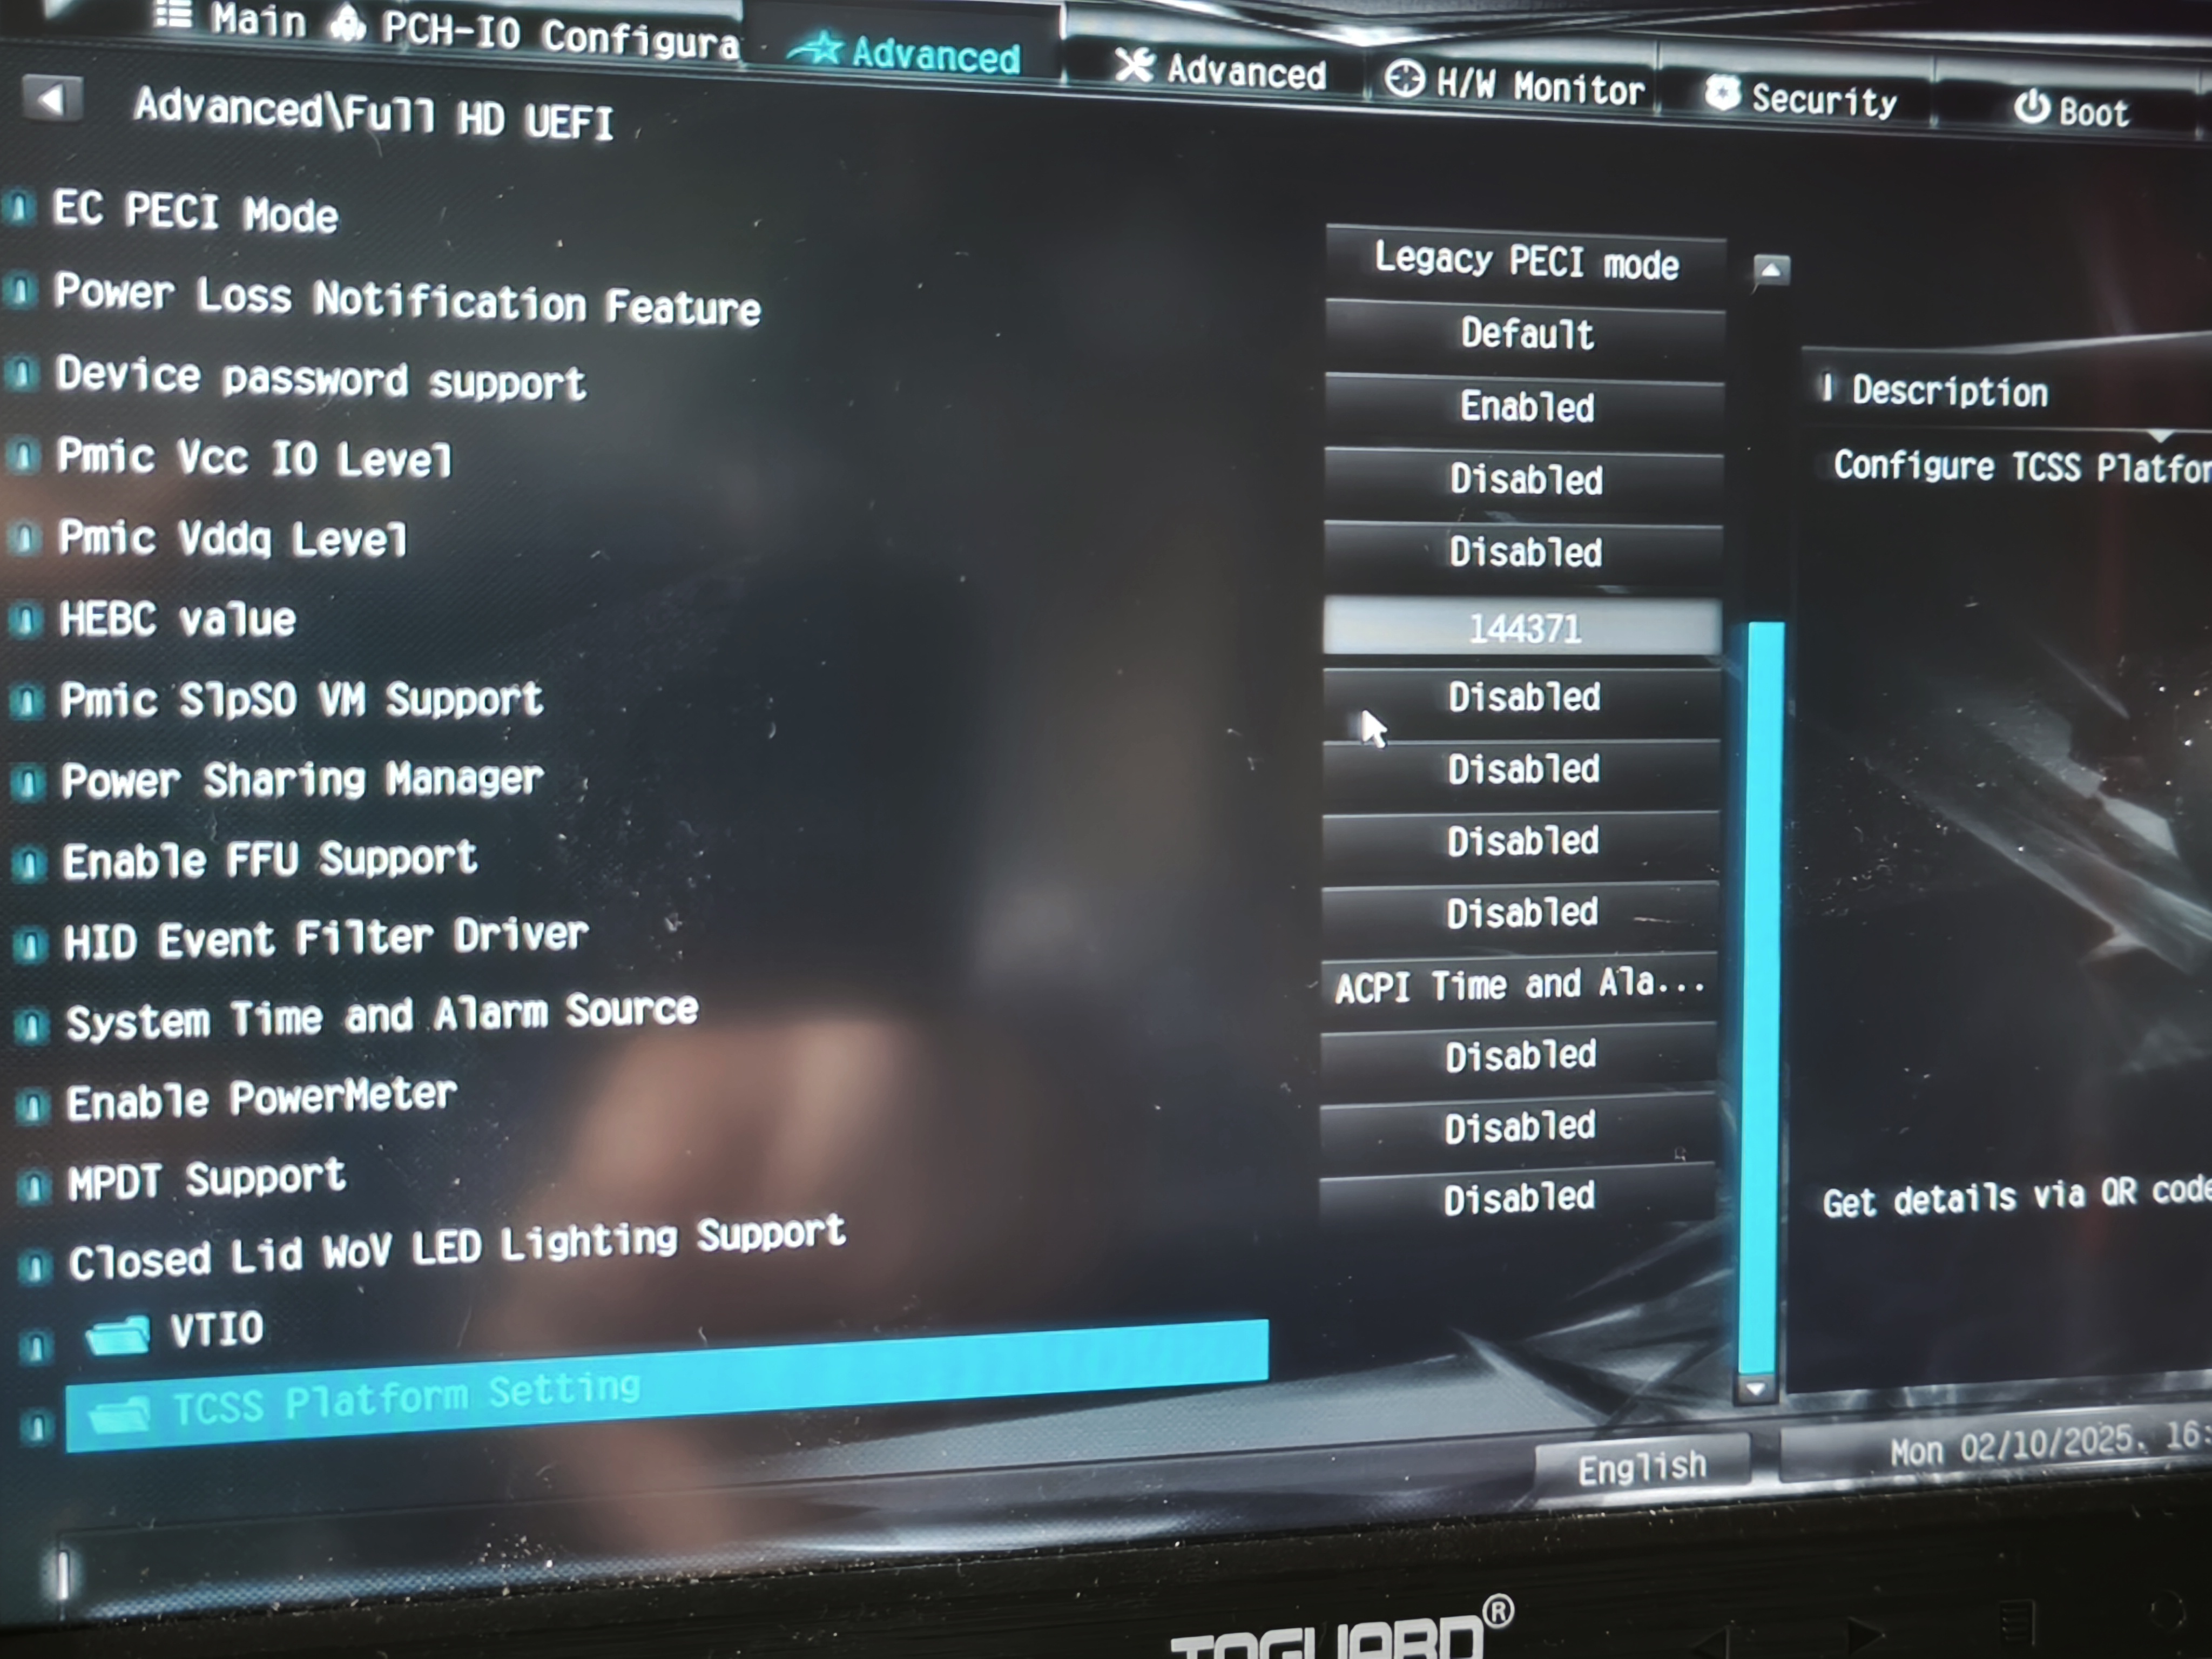 Main
PCH-IO Configura
Advanced
Advanced
H/W Monitor
Security
Boot
Advanced\Full HD UEFI
EC PECI Mode
Legacy PECI mode
Power Loss Notification Feature
Default
Device password support
Enabled
Pmic Vcc IO Level
Disabled
Pmic Vddq Level
Disabled
HEBC value
144371
Pmic SlpS0 VM Support
Disabled
Power Sharing Manager
Disabled
Enable FFU Support
Disabled
HID Event Filter Driver
Disabled
System Time and Alarm Source
ACPI Time and Ala...
Enable PowerMeter
Disabled
MPDT Support
Disabled
Closed Lid WoV LED Lighting Support
Disabled
VTIO
TCSS Platform Setting
Description
Configure TCSS Platfor
Get details via QR code
English
Mon 02/10/2025. 16:
TOGUARD®